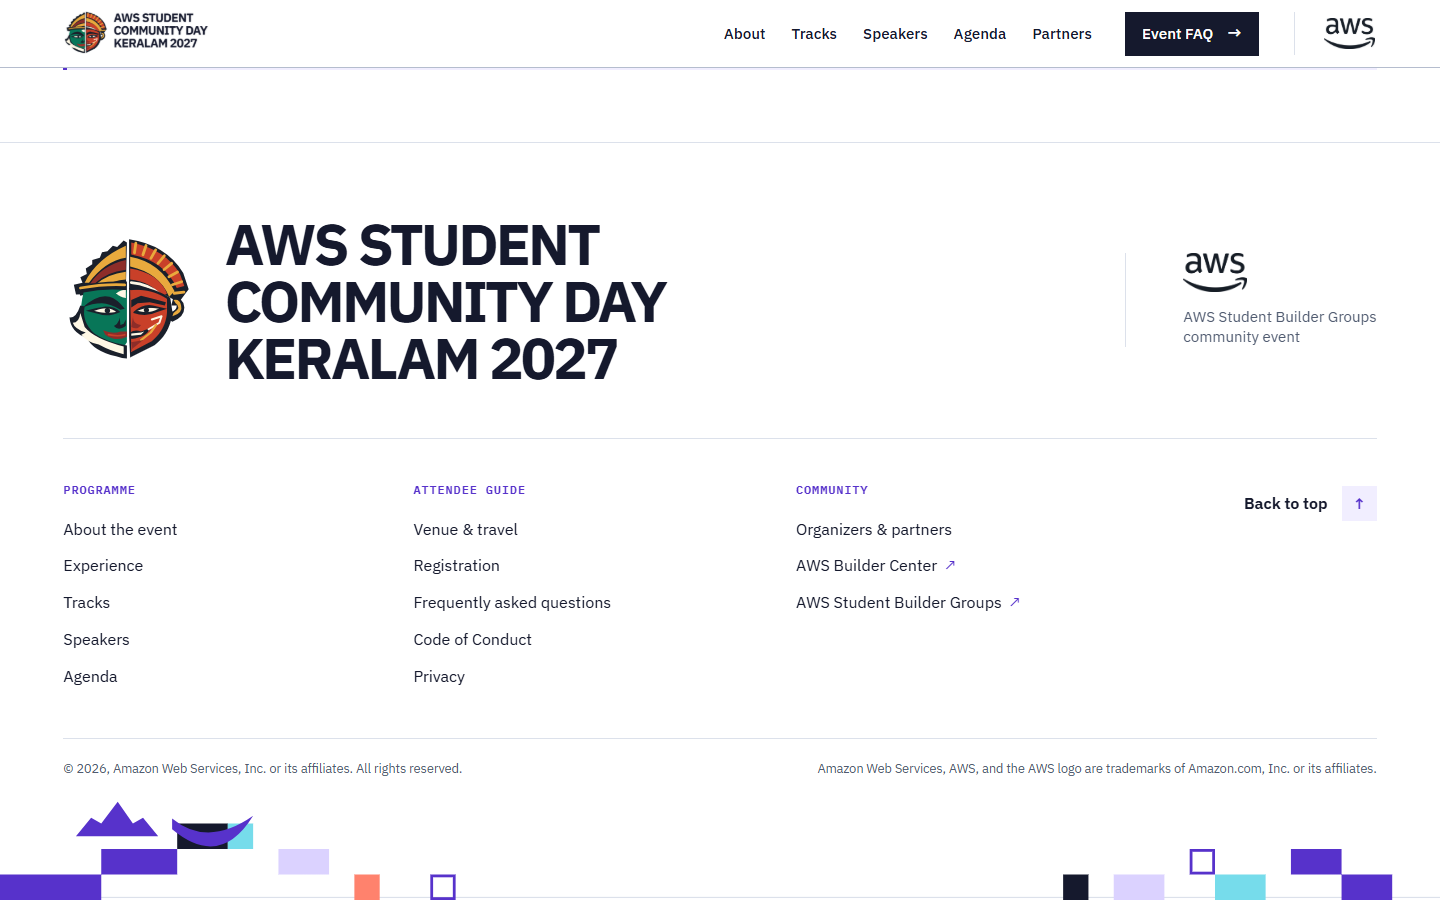 AWS STUDENT
COMMUNITY DAY
KERALAM 2027
About
Tracks
Speakers
Agenda
Partners
Event FAQ →
aws
AWS STUDENT
COMMUNITY DAY
KERALAM 2027
aws
AWS Student Builder Groups
community event
PROGRAMME
About the event
Experience
Tracks
Speakers
Agenda
ATTENDEE GUIDE
Venue & travel
Registration
Frequently asked questions
Code of Conduct
Privacy
COMMUNITY
Organizers & partners
AWS Builder Center ↗
AWS Student Builder Groups ↗
Back to top ↑
© 2026, Amazon Web Services, Inc. or its affiliates. All rights reserved.
Amazon Web Services, AWS, and the AWS logo are trademarks of Amazon.com, Inc. or its affiliates.